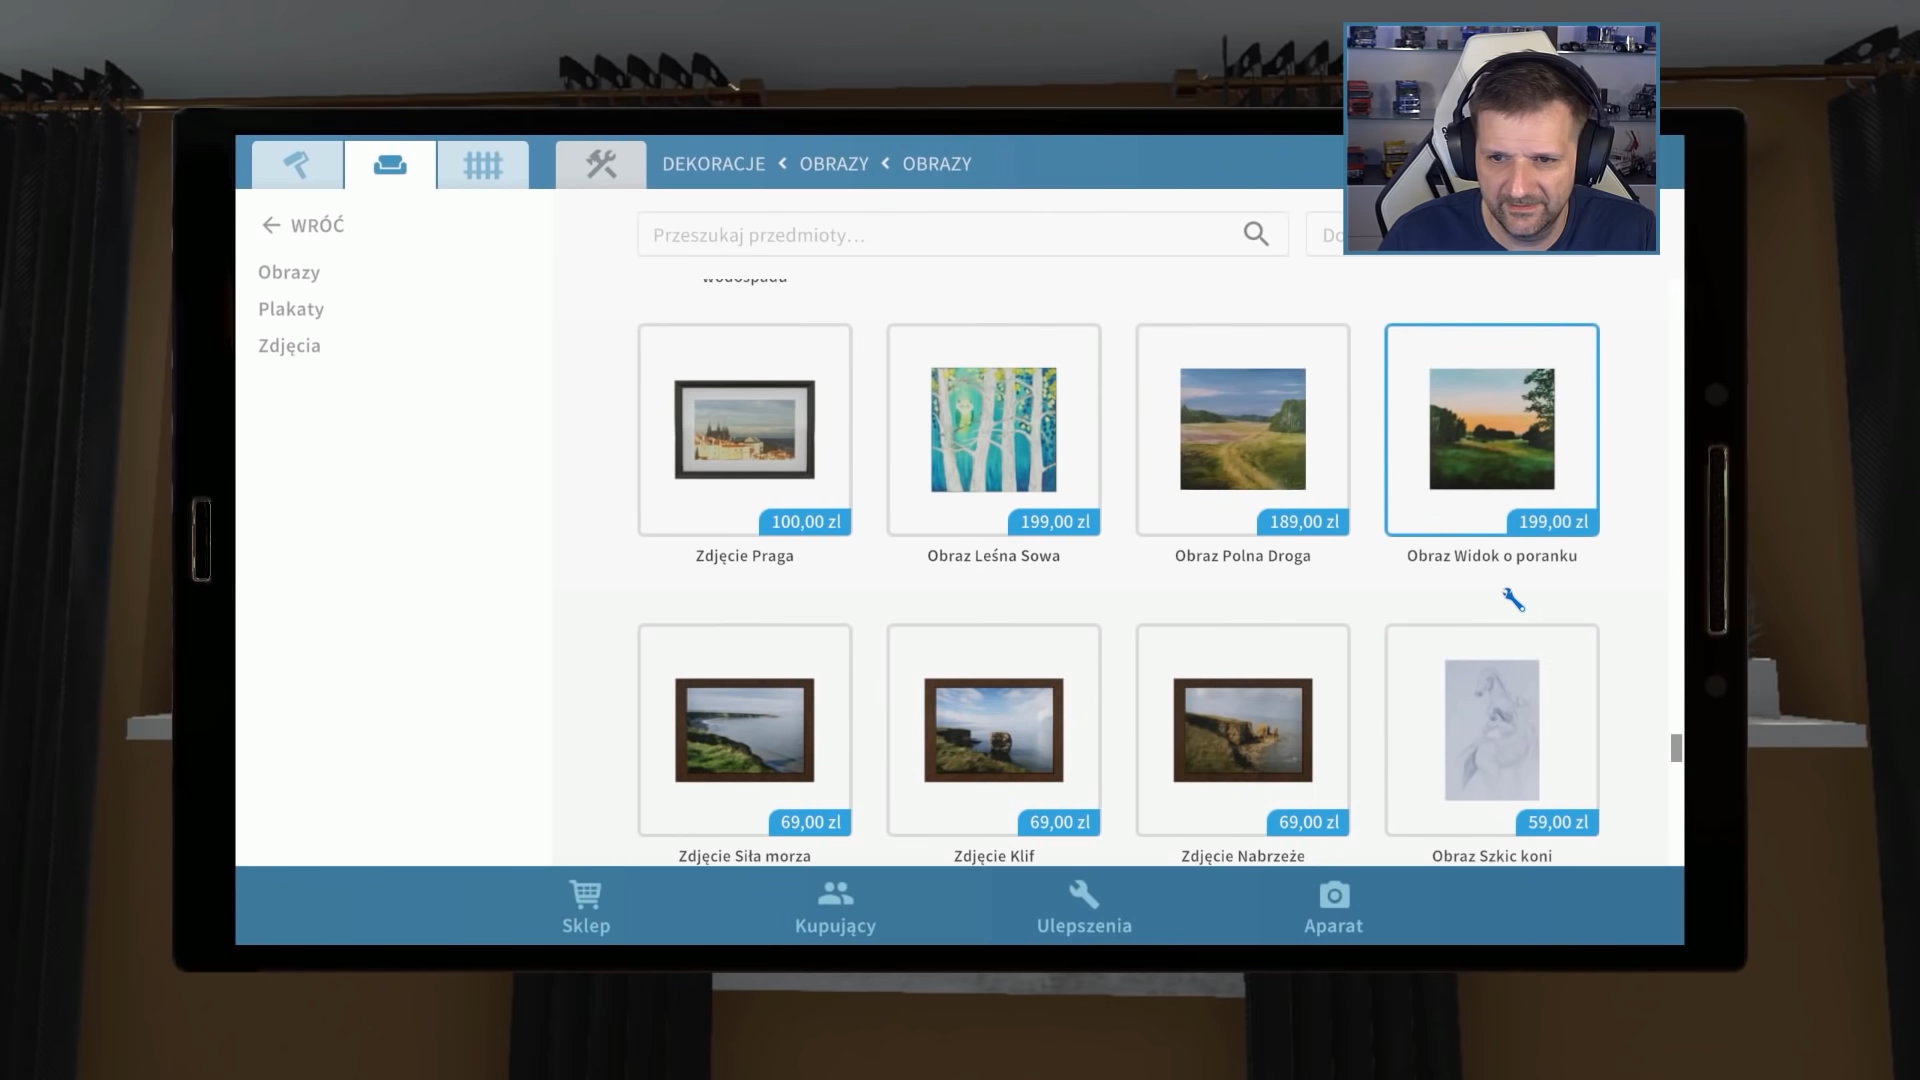 DEKORACJE < OBRAZY < OBRAZY
WRÓĆ
Obrazy
Plakaty
Zdjęcia
Przeszukaj przedmioty...
Do
wodospadu
100,00 zl
199,00 zl
189,00 zl
199,00 zl
Zdjęcie Praga
Obraz Leśna Sowa
Obraz Polna Droga
Obraz Widok o poranku
69,00 zl
69,00 zl
69,00 zl
59,00 zl
Zdjęcie Siła morza
Zdjęcie Klif
Zdjęcie Nabrzeże
Obraz Szkic koni
Sklep
Kupujący
Ulepszenia
Aparat